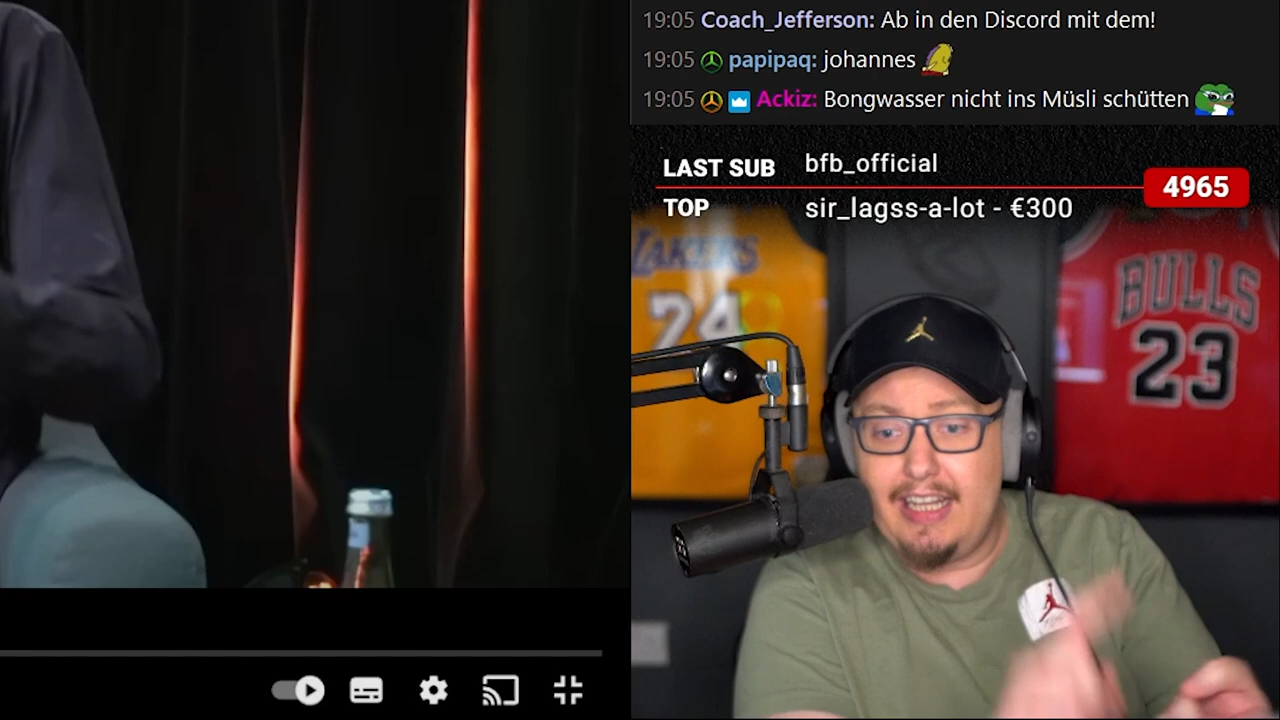 19:05 Coach_Jefferson: Ab in den Discord mit dem!
19:05 papipaq: johannes
19:05 Ackiz: Bongwasser nicht ins Müsli schütten
LAST SUB bfb_official
4965
TOP sir_lagss-a-lot - €300
LAKERS
24
BULLS
23